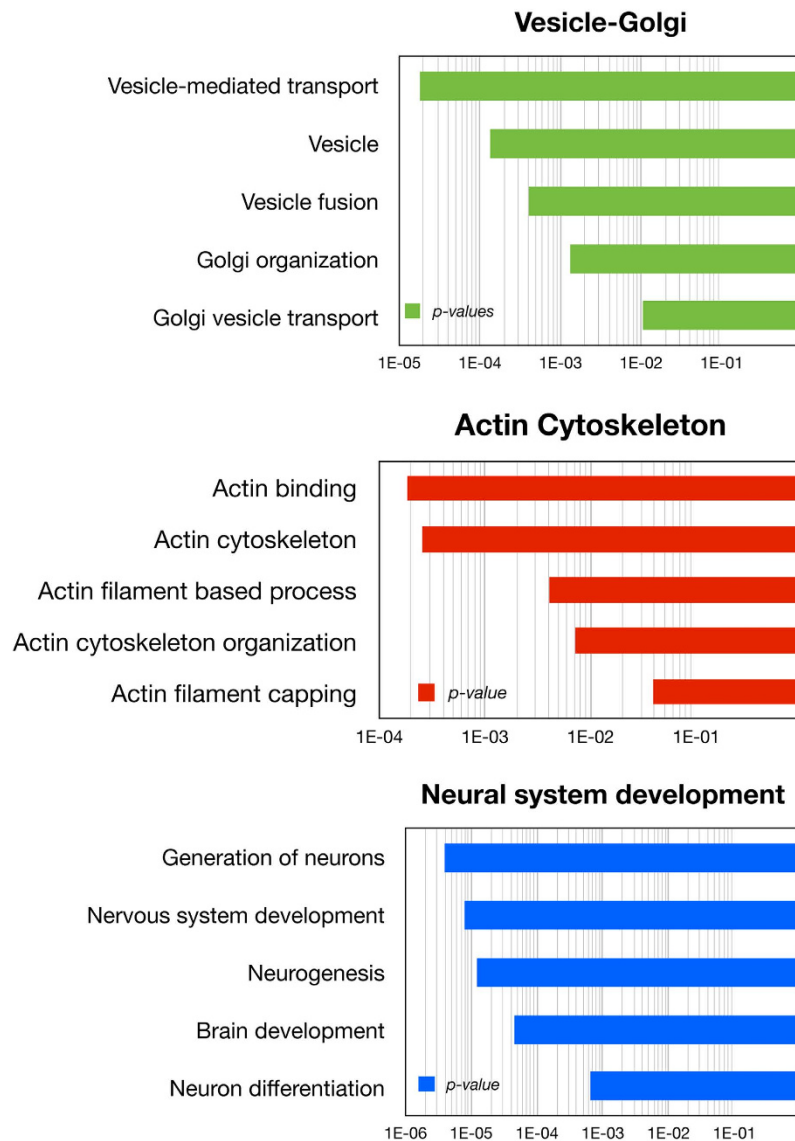 Vesicle-Golgi
Vesicle-mediated transport
Vesicle
Vesicle fusion
Golgi organization
Golgi vesicle transport
p-values
1E-05 1E-04 1E-03 1E-02 1E-01
Actin Cytoskeleton
Actin binding
Actin cytoskeleton
Actin filament based process
Actin cytoskeleton organization
Actin filament capping
p-value
1E-04 1E-03 1E-02 1E-01
Neural system development
Generation of neurons
Nervous system development
Neurogenesis
Brain development
Neuron differentiation
p-value
1E-06 1E-05 1E-04 1E-03 1E-02 1E-01